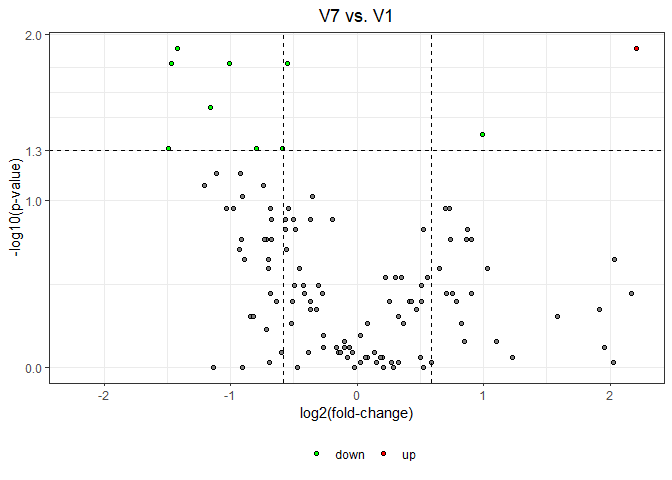 V7 vs. V1
2.0
1.3
1.0
0.0
-log10(p-value)
-2 -1 0 1 2
log2(fold-change)
down up